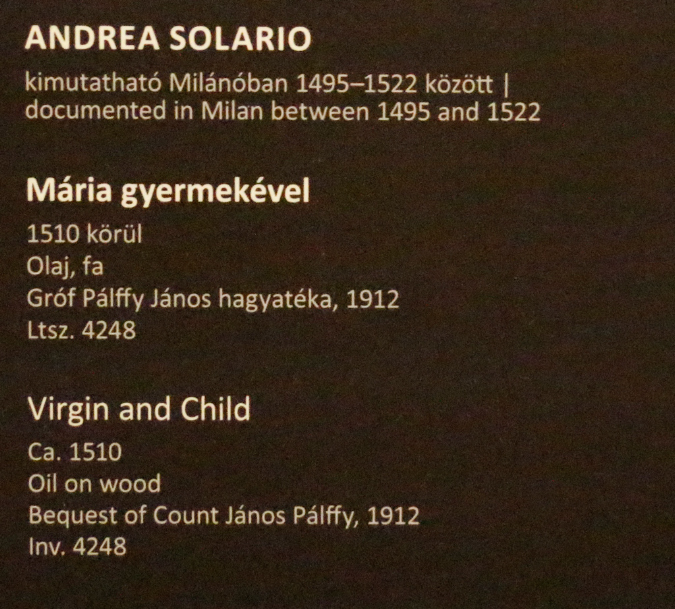 ANDREA SOLARIO
kimutatható Milánóban 1495–1522 között |
documented in Milan between 1495 and 1522
Mária gyermekével
1510 körül
Olaj, fa
Gróf Pálffy János hagyatéka, 1912
Ltsz. 4248
Virgin and Child
Ca. 1510
Oil on wood
Bequest of Count János Pálffy, 1912
Inv. 4248